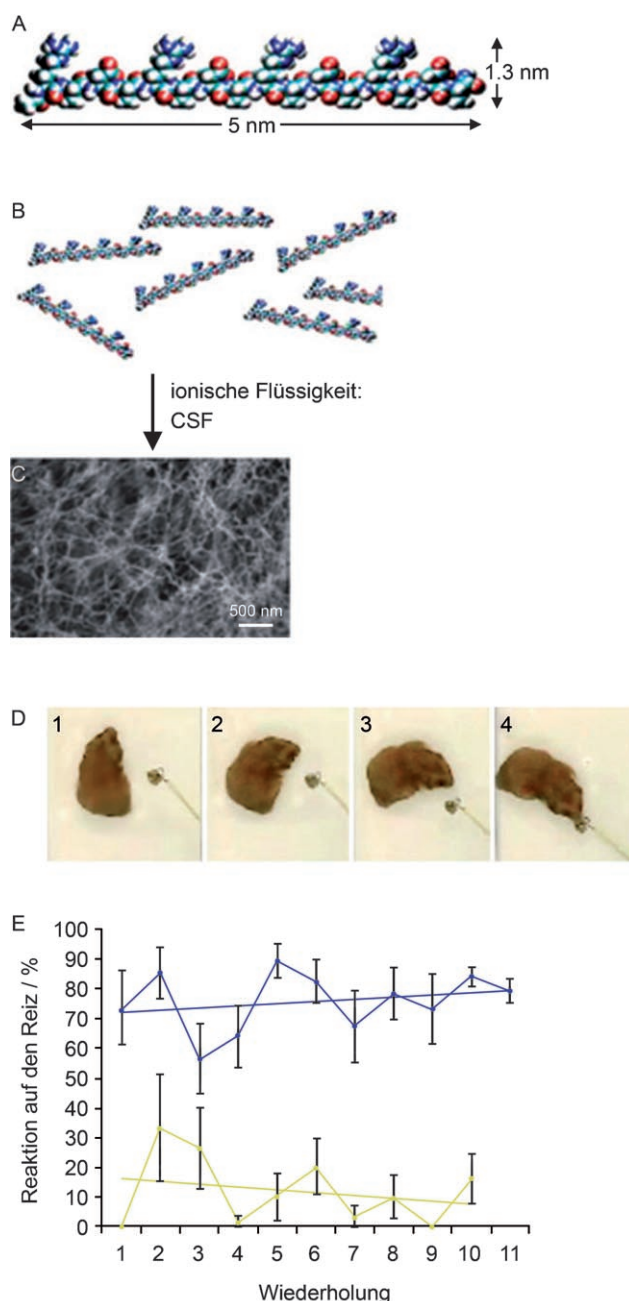 A
1.3 nm
5 nm
B
ionische Flüssigkeit:
CSF
C
500 nm
D
1
2
3
4
E
Reaktion auf den Reiz / %
100
90
80
70
60
50
40
30
20
10
0
1 2 3 4 5 6 7 8 9 10 11
Wiederholung